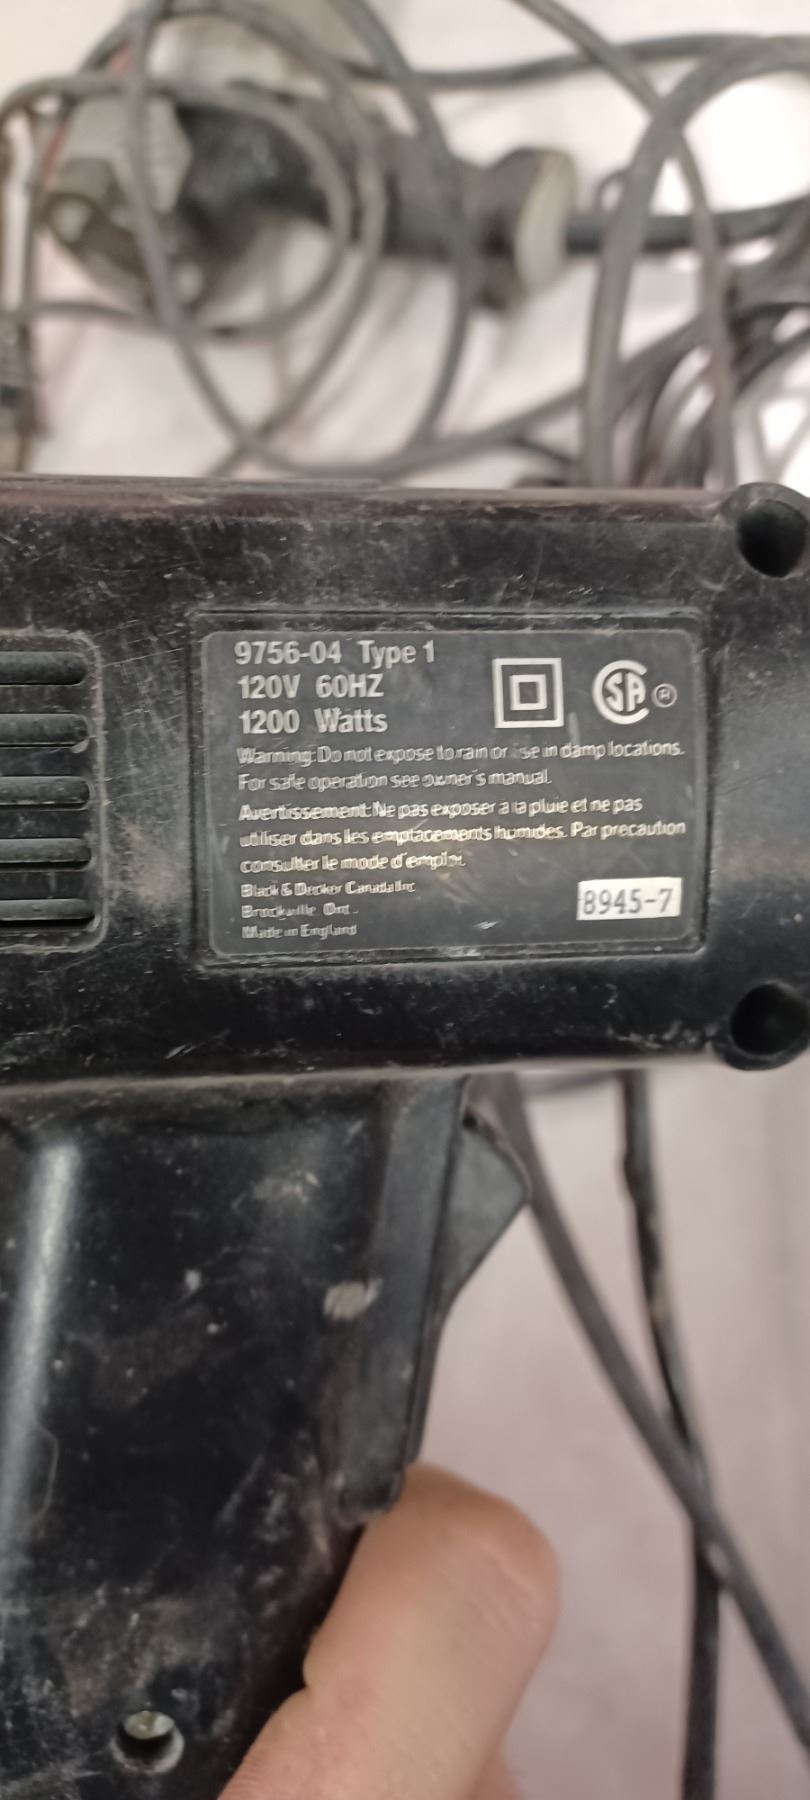 9756-04 Type 1
120V 60HZ
1200 Watts
SA ®
Warning: Do not expose to rain or use in damp locations.
For safe operation see owner's manual.
Avertissement: Ne pas exposer à la pluie et ne pas
utiliser dans les emplacements humides. Par precaution
consulter le mode d'emploi.
Black & Decker Canada Inc
Brockville Ont.
Made in England
8945-7